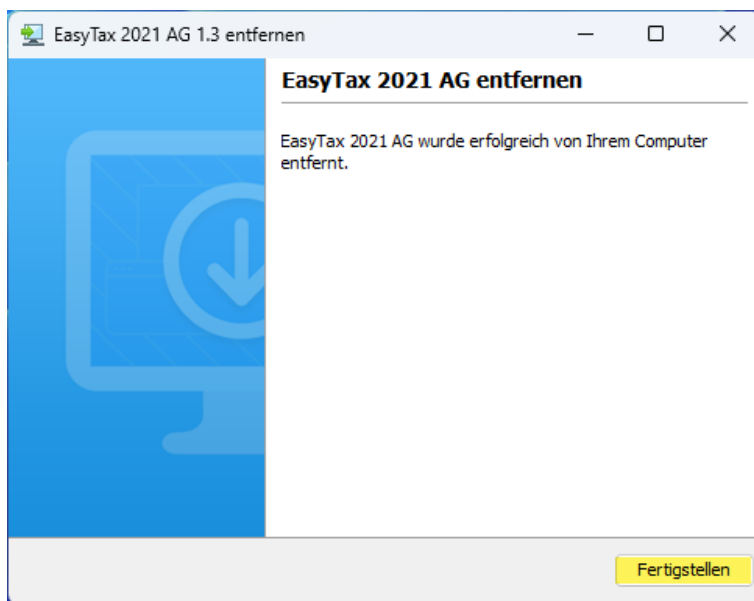 EasyTax 2021 AG 1.3 entfernen
EasyTax 2021 AG entfernen
EasyTax 2021 AG wurde erfolgreich von Ihrem Computer
entfernt.
Fertigstellen